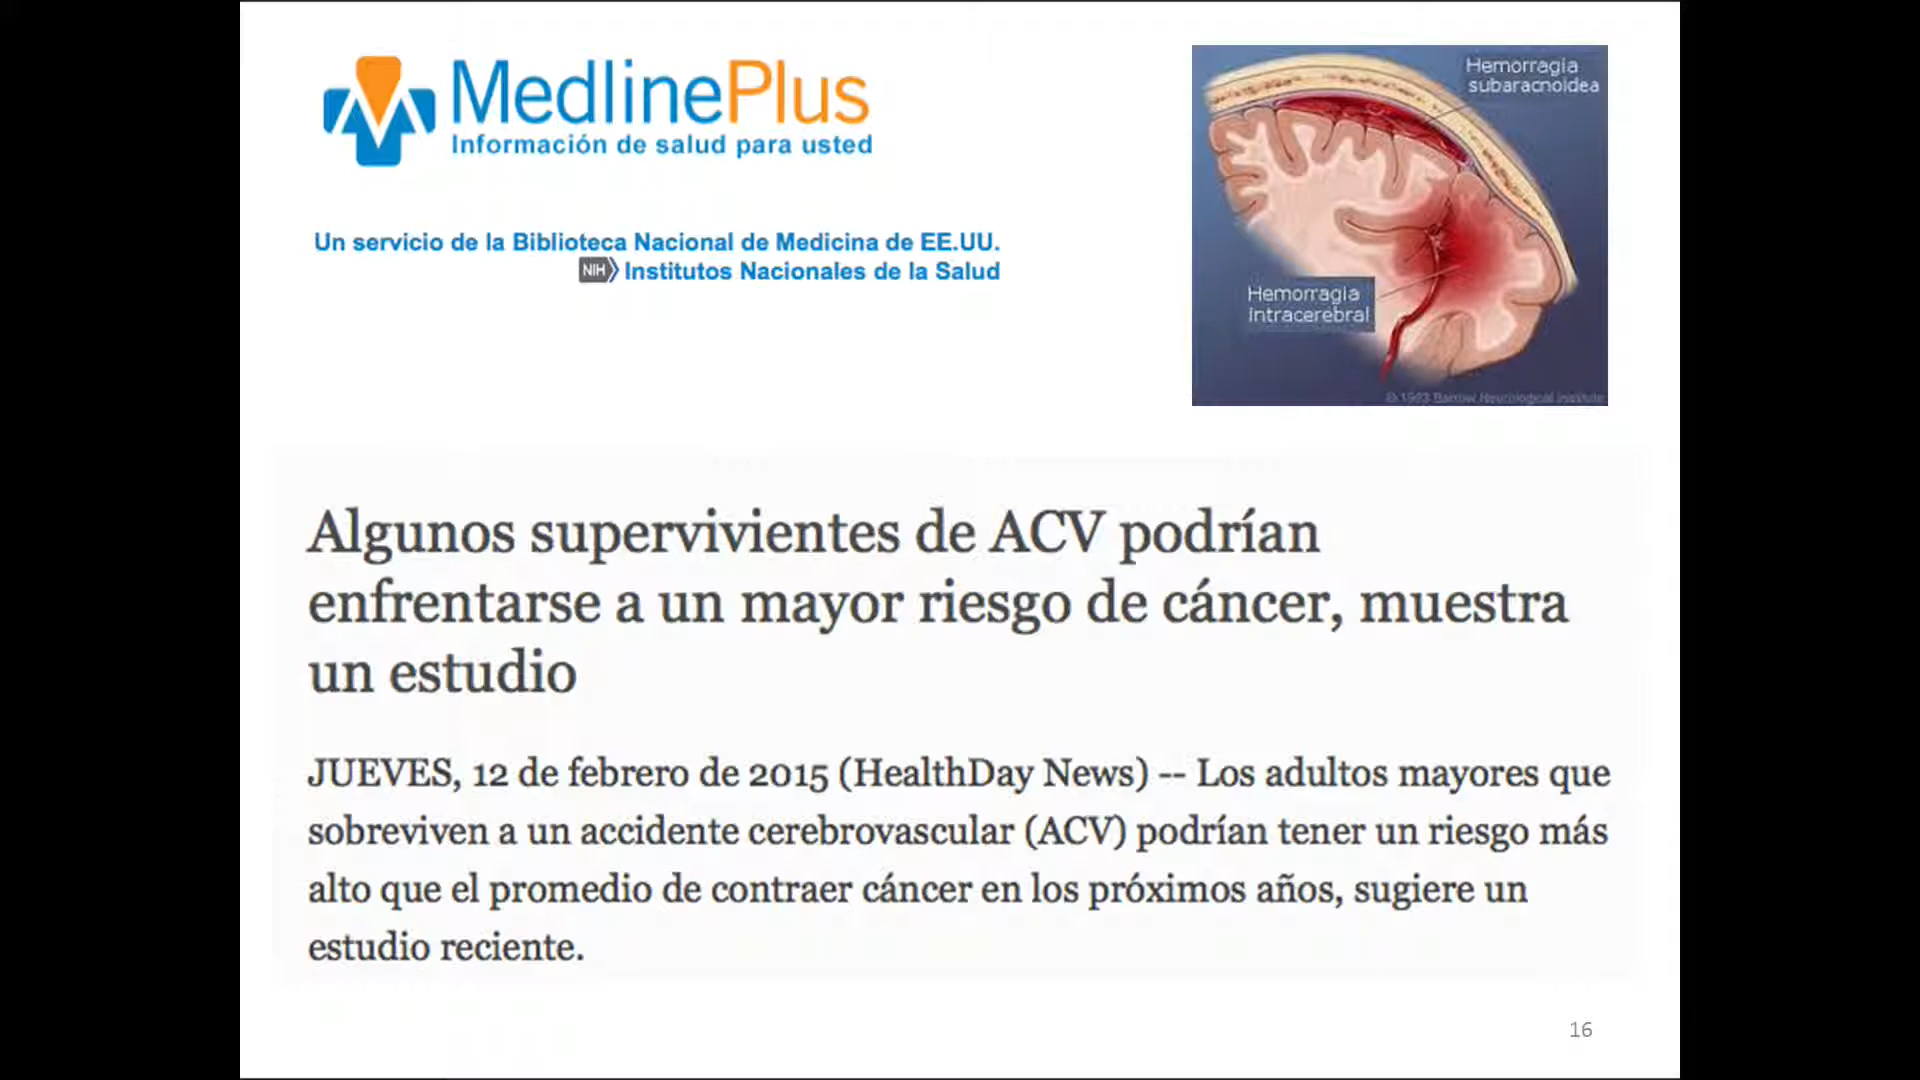 MedlinePlus
Información de salud para usted
Un servicio de la Biblioteca Nacional de Medicina de EE.UU.
NIH Institutos Nacionales de la Salud
Hemorragia
subaracnoidea
Hemorragia
intracerebral
© 1993 Barrow Neurological Institute
Algunos supervivientes de ACV podrían
enfrentarse a un mayor riesgo de cáncer, muestra
un estudio
JUEVES, 12 de febrero de 2015 (HealthDay News) -- Los adultos mayores que
sobreviven a un accidente cerebrovascular (ACV) podrían tener un riesgo más
alto que el promedio de contraer cáncer en los próximos años, sugiere un
estudio reciente.
16